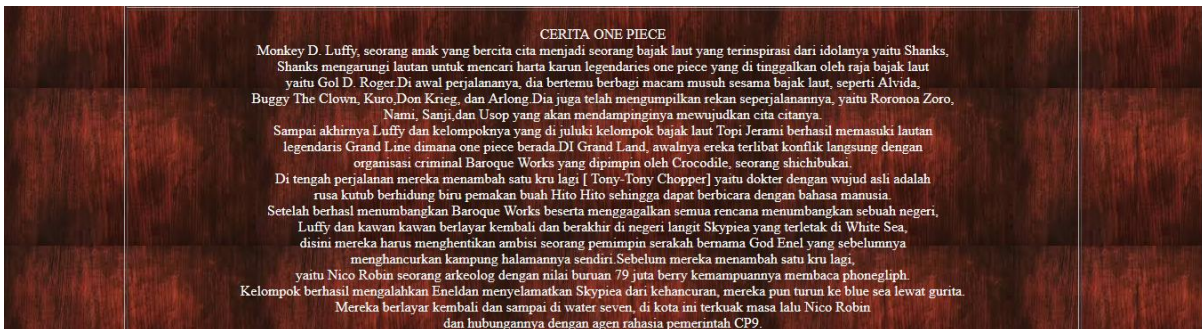 CERITA ONE PIECE
Monkey D. Luffy, seorang anak yang bercita cita menjadi seorang bajak laut yang terinspirasi dari idolanya yaitu Shanks,
Shanks mengarungi lautan untuk mencari harta karun legendaries one piece yang di tinggalkan oleh raja bajak laut
yaitu Gol D. Roger.Di awal perjalananya, dia bertemu berbagi macam musuh sesama bajak laut, seperti Alvida,
Buggy The Clown, Kuro,Don Krieg, dan Arlong.Dia juga telah mengumpilkan rekan seperjalanannya, yaitu Roronoa Zoro,
Nami, Sanji,dan Usop yang akan mendampinginya mewujudkan cita citanya.
Sampai akhirnya Luffy dan kelompoknya yang di juluki kelompok bajak laut Topi Jerami berhasil memasuki lautan
legendaris Grand Line dimana one piece berada.DI Grand Land, awalnya ereka terlibat konflik langsung dengan
organisasi criminal Baroque Works yang dipimpin oleh Crocodile, seorang shichibukai.
Di tengah perjalanan mereka menambah satu kru lagi [ Tony-Tony Chopper] yaitu dokter dengan wujud asli adalah
rusa kutub berhidung biru pemakan buah Hito Hito sehingga dapat berbicara dengan bahasa manusia.
Setelah berhasl menumbangkan Baroque Works beserta menggagalkan semua rencana menumbangkan sebuah negeri,
Luffy dan kawan kawan berlayar kembali dan berakhir di negeri langit Skypiea yang terletak di White Sea,
disini mereka harus menghentikan ambisi seorang pemimpin serakah bernama God Enel yang sebelumnya
menghancurkan kampung halamannya sendiri.Sebelum mereka menambah satu kru lagi,
yaitu Nico Robin seorang arkeolog dengan nilai buruan 79 juta berry kemampuannya membaca phonegliph.
Kelompok berhasil mengalahkan Eneldan menyelamatkan Skypiea dari kehancuran, mereka pun turun ke blue sea lewat gurita.
Mereka berlayar kembali dan sampai di water seven, di kota ini terkuak masa lalu Nico Robin
dan hubungannya dengan agen rahasia pemerintah CP9.